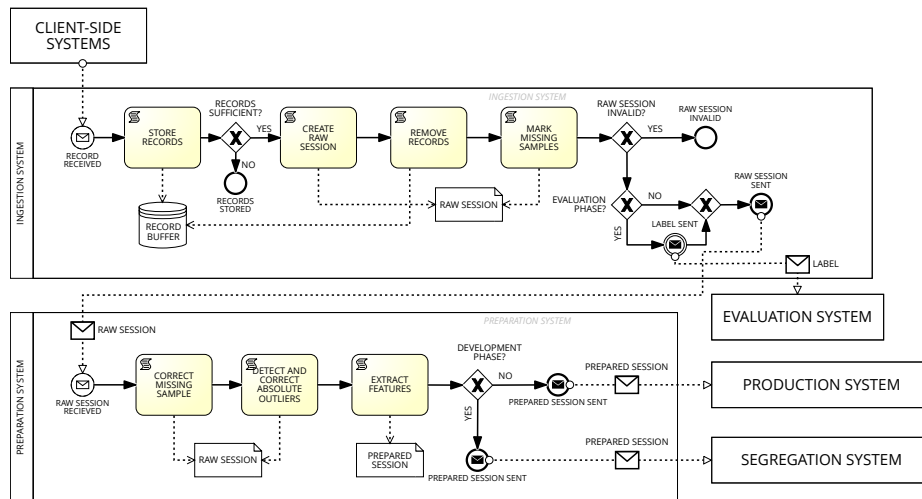 CLIENT-SIDE
SYSTEMS
INGESTION SYSTEM
INGESTION SYSTEM
RECORD
RECEIVED
STORE
RECORDS
RECORDS
SUFFICIENT?
YES
NO
RECORDS
STORED
CREATE
RAW
SESSION
REMOVE
RECORDS
MARK
MISSING
SAMPLES
RAW SESSION
INVALID?
YES
RAW SESSION
INVALID
RECORD
BUFFER
RAW SESSION
EVALUATION
PHASE?
NO
YES
LABEL SENT
RAW SESSION
SENT
LABEL
EVALUATION SYSTEM
PREPARATION SYSTEM
PREPARATION SYSTEM
RAW SESSION
RAW SESSION
RECIEVED
CORRECT
MISSING
SAMPLE
DETECT AND
CORRECT
ABSOLUTE
OUTLIERS
EXTRACT
FEATURES
DEVELOPMENT
PHASE?
NO
YES
PREPARED SESSION SENT
PREPARED SESSION
PRODUCTION SYSTEM
RAW SESSION
PREPARED
SESSION
PREPARED SESSION SENT
PREPARED SESSION
SEGREGATION SYSTEM